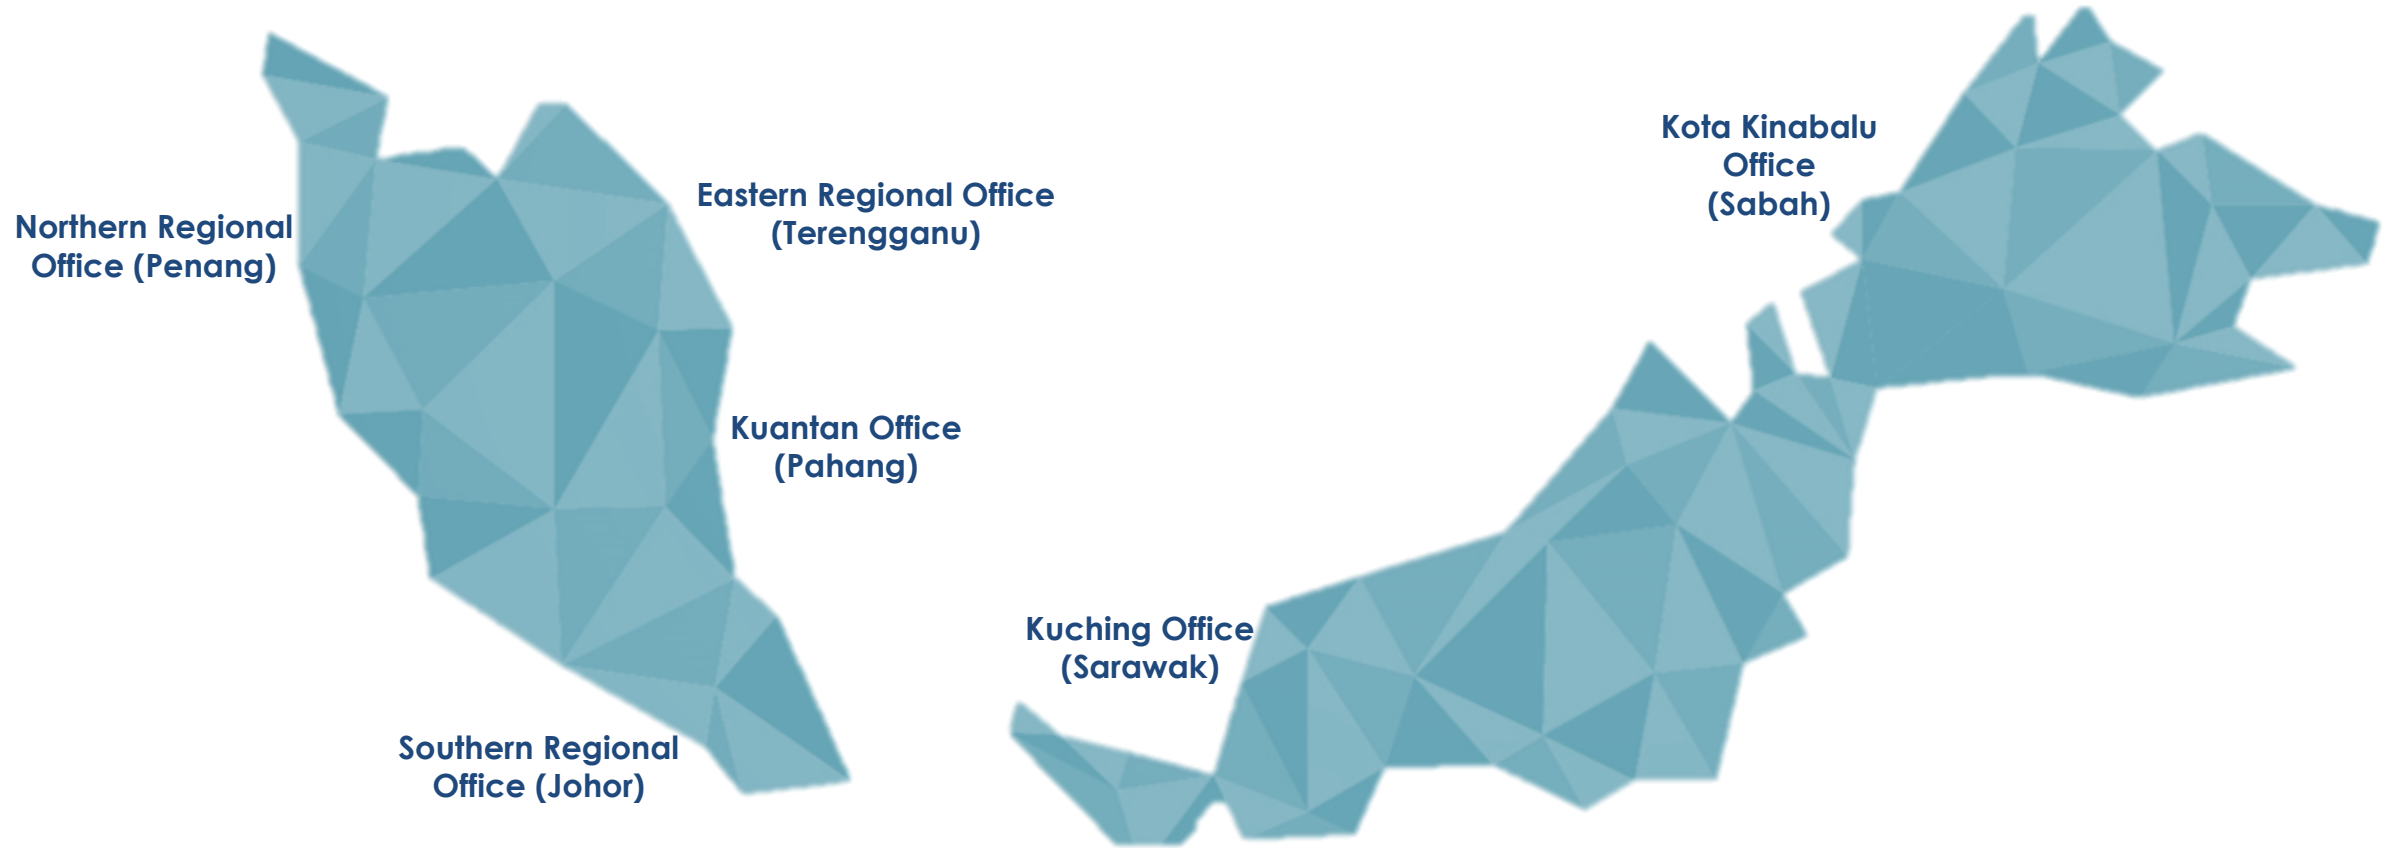 Northern Regional
Office (Penang)
Eastern Regional Office
(Terengganu)
Kuantan Office
(Pahang)
Southern Regional
Office (Johor)
Kota Kinabalu
Office
(Sabah)
Kuching Office
(Sarawak)